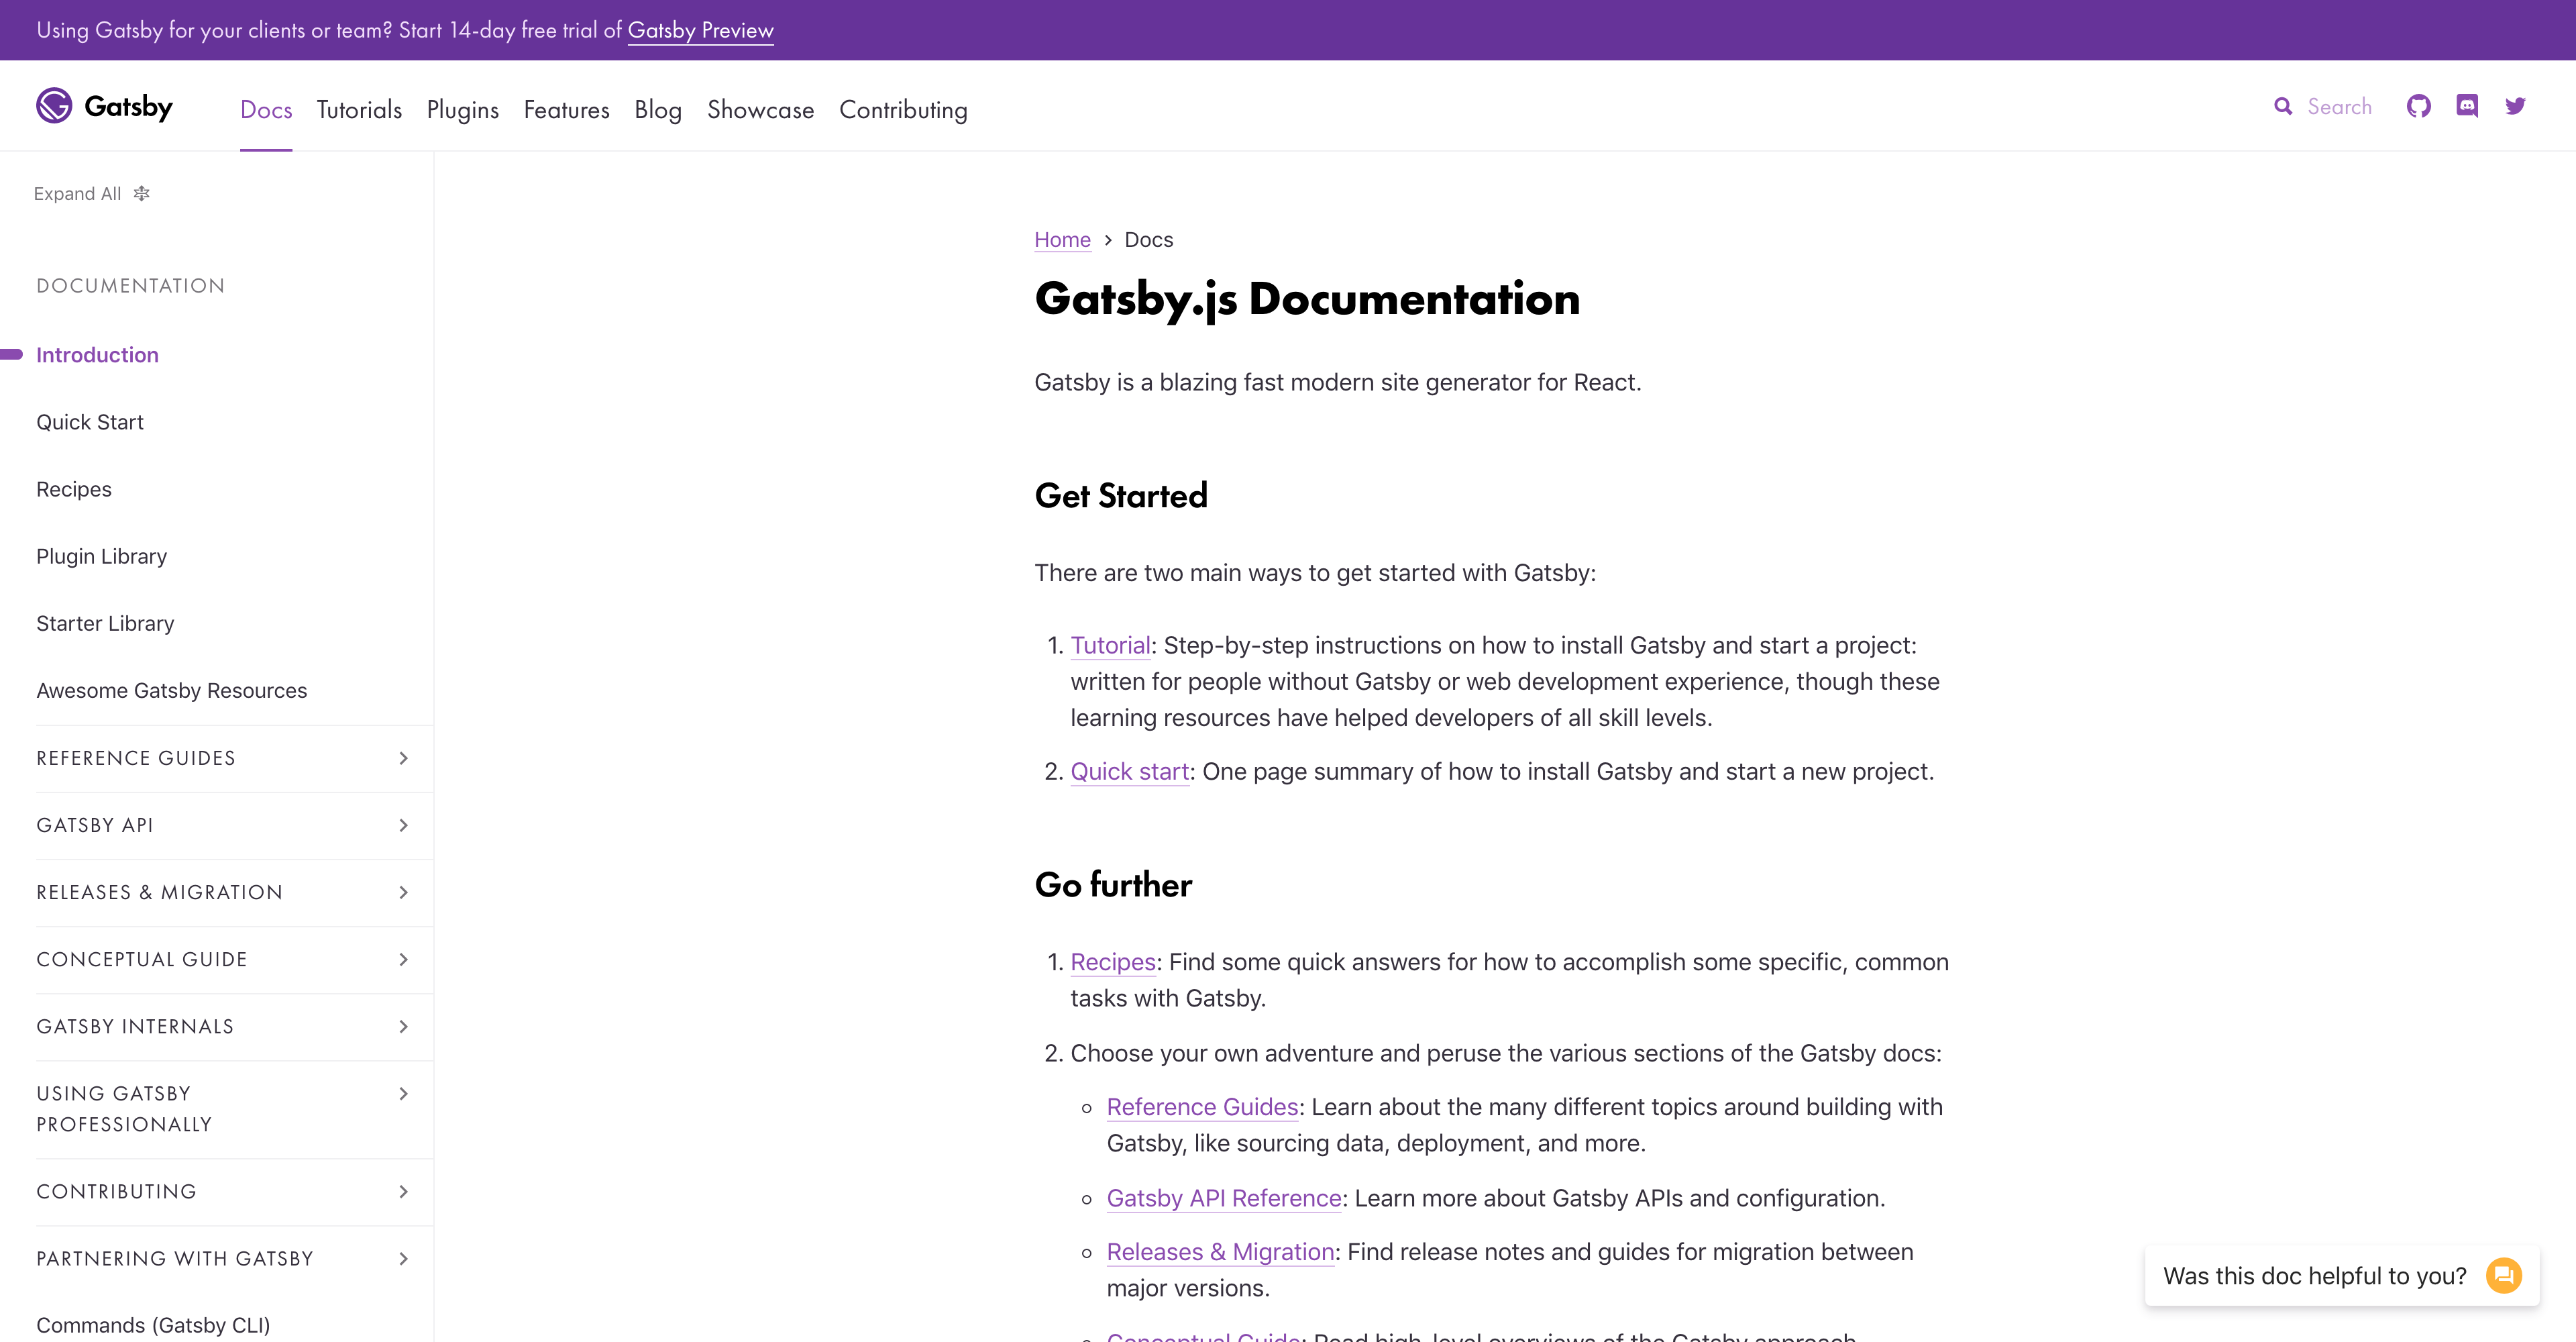 Using Gatsby for your clients or team? Start 14-day free trial of Gatsby Preview
Gatsby
Docs Tutorials Plugins Features Blog Showcase Contributing
Search
Expand All
DOCUMENTATION
Introduction
Quick Start
Recipes
Plugin Library
Starter Library
Awesome Gatsby Resources
REFERENCE GUIDES
GATSBY API
RELEASES & MIGRATION
CONCEPTUAL GUIDE
GATSBY INTERNALS
USING GATSBY
PROFESSIONALLY
CONTRIBUTING
PARTNERING WITH GATSBY
Commands (Gatsby CLI)
Home › Docs
Gatsby.js Documentation
Gatsby is a blazing fast modern site generator for React.
Get Started
There are two main ways to get started with Gatsby:
1. Tutorial: Step-by-step instructions on how to install Gatsby and start a project:
written for people without Gatsby or web development experience, though these
learning resources have helped developers of all skill levels.
2. Quick start: One page summary of how to install Gatsby and start a new project.
Go further
1. Recipes: Find some quick answers for how to accomplish some specific, common
tasks with Gatsby.
2. Choose your own adventure and peruse the various sections of the Gatsby docs:
Reference Guides: Learn about the many different topics around building with
Gatsby, like sourcing data, deployment, and more.
Gatsby API Reference: Learn more about Gatsby APIs and configuration.
Releases & Migration: Find release notes and guides for migration between
major versions.
Conceptual Guide: Read high-level overviews of the Gatsby approach.
Was this doc helpful to you?